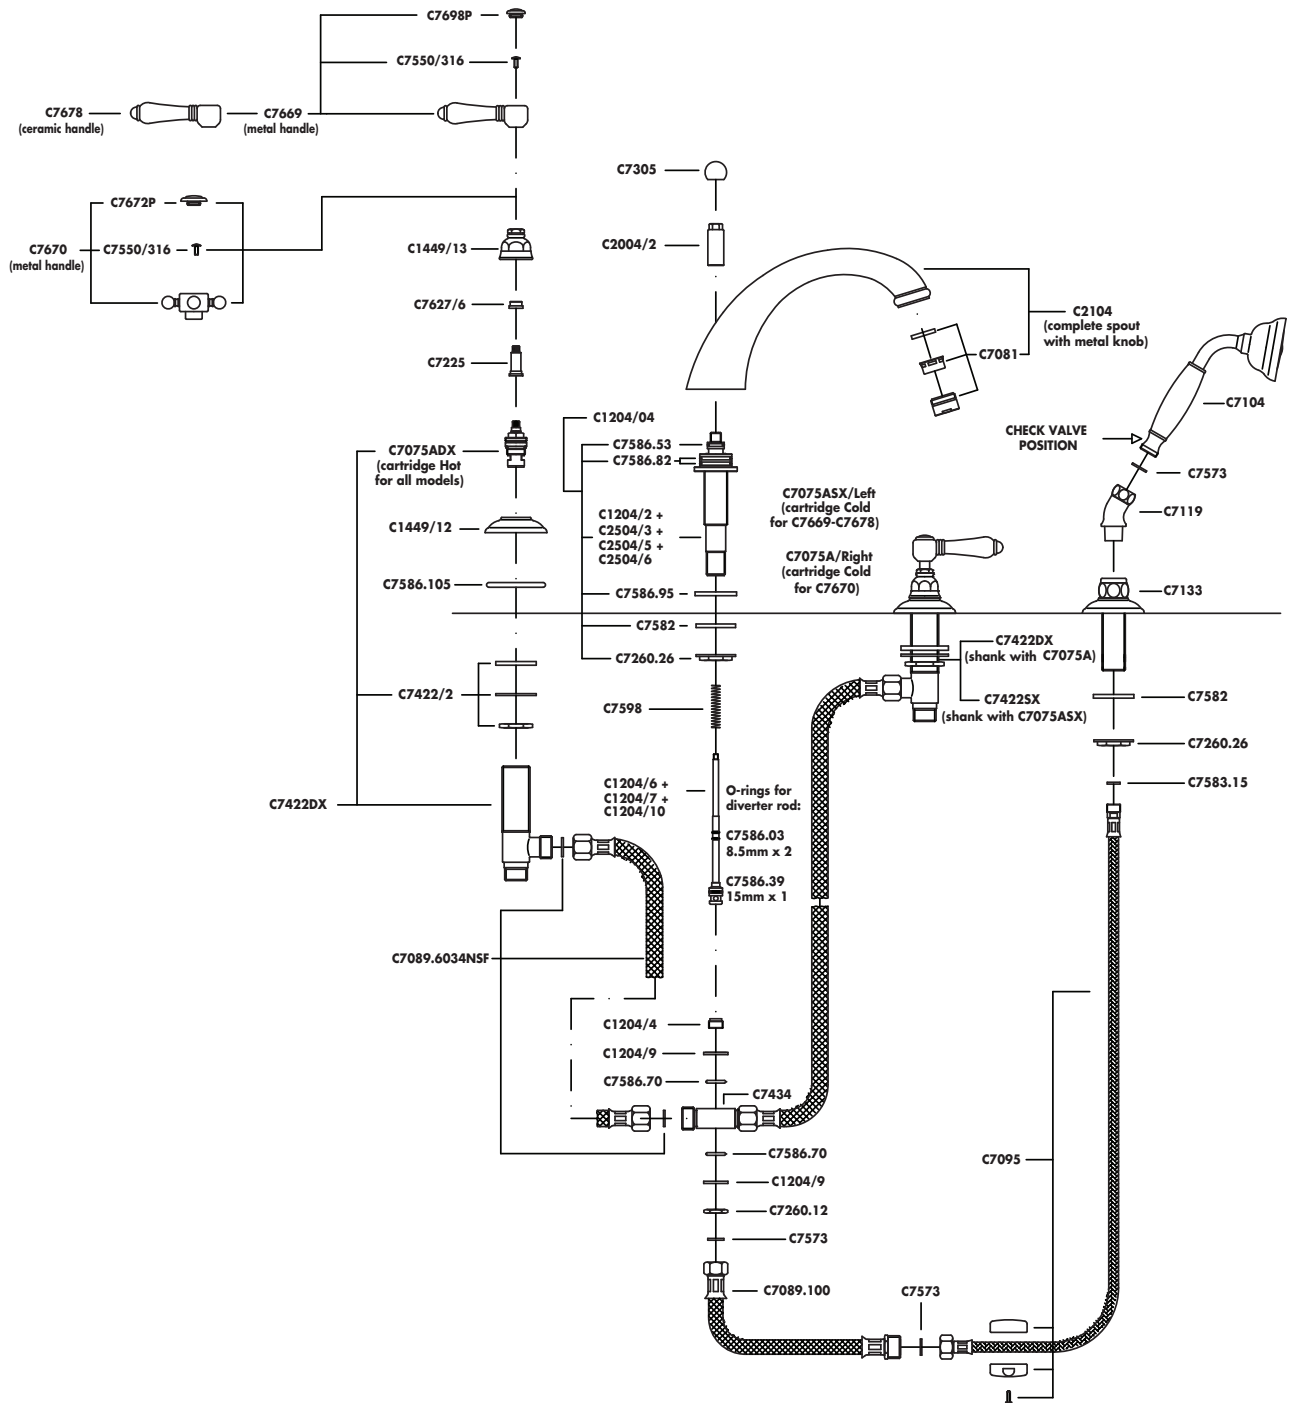 C7698P
C7550/316
C7678
(ceramic handle)
C7669
(metal handle)
C7305
C7672P
C7670
(metal handle)
C7550/316
C1449/13
C2004/2
C7627/6
C7225
C2104
(complete spout
with metal knob)
C7081
C7104
CHECK VALVE
POSITION
C7573
C7119
C1204/04
C7586.53
C7586.82
C7075ADX
(cartridge Hot
for all models)
C7075ASX/Left
(cartridge Cold
for C7669-C7678)
C1204/2 +
C2504/3 +
C2504/5 +
C2504/6
C1449/12
C7075A/Right
(cartridge Cold
for C7670)
C7586.105
C7586.95
C7133
C7582
C7260.26
C7422DX
(shank with C7075A)
C7422/2
C7598
C7422SX
(shank with C7075ASX)
C7582
C7260.26
C7583.15
C7422DX
C1204/6 +
C1204/7 +
C1204/10
O-rings for
diverter rod:
C7586.03
8.5mm x 2
C7586.39
15mm x 1
C7089.6034NSF
C1204/4
C1204/9
C7586.70
C7434
C7586.70
C1204/9
C7260.12
C7573
C7095
C7089.100
C7573